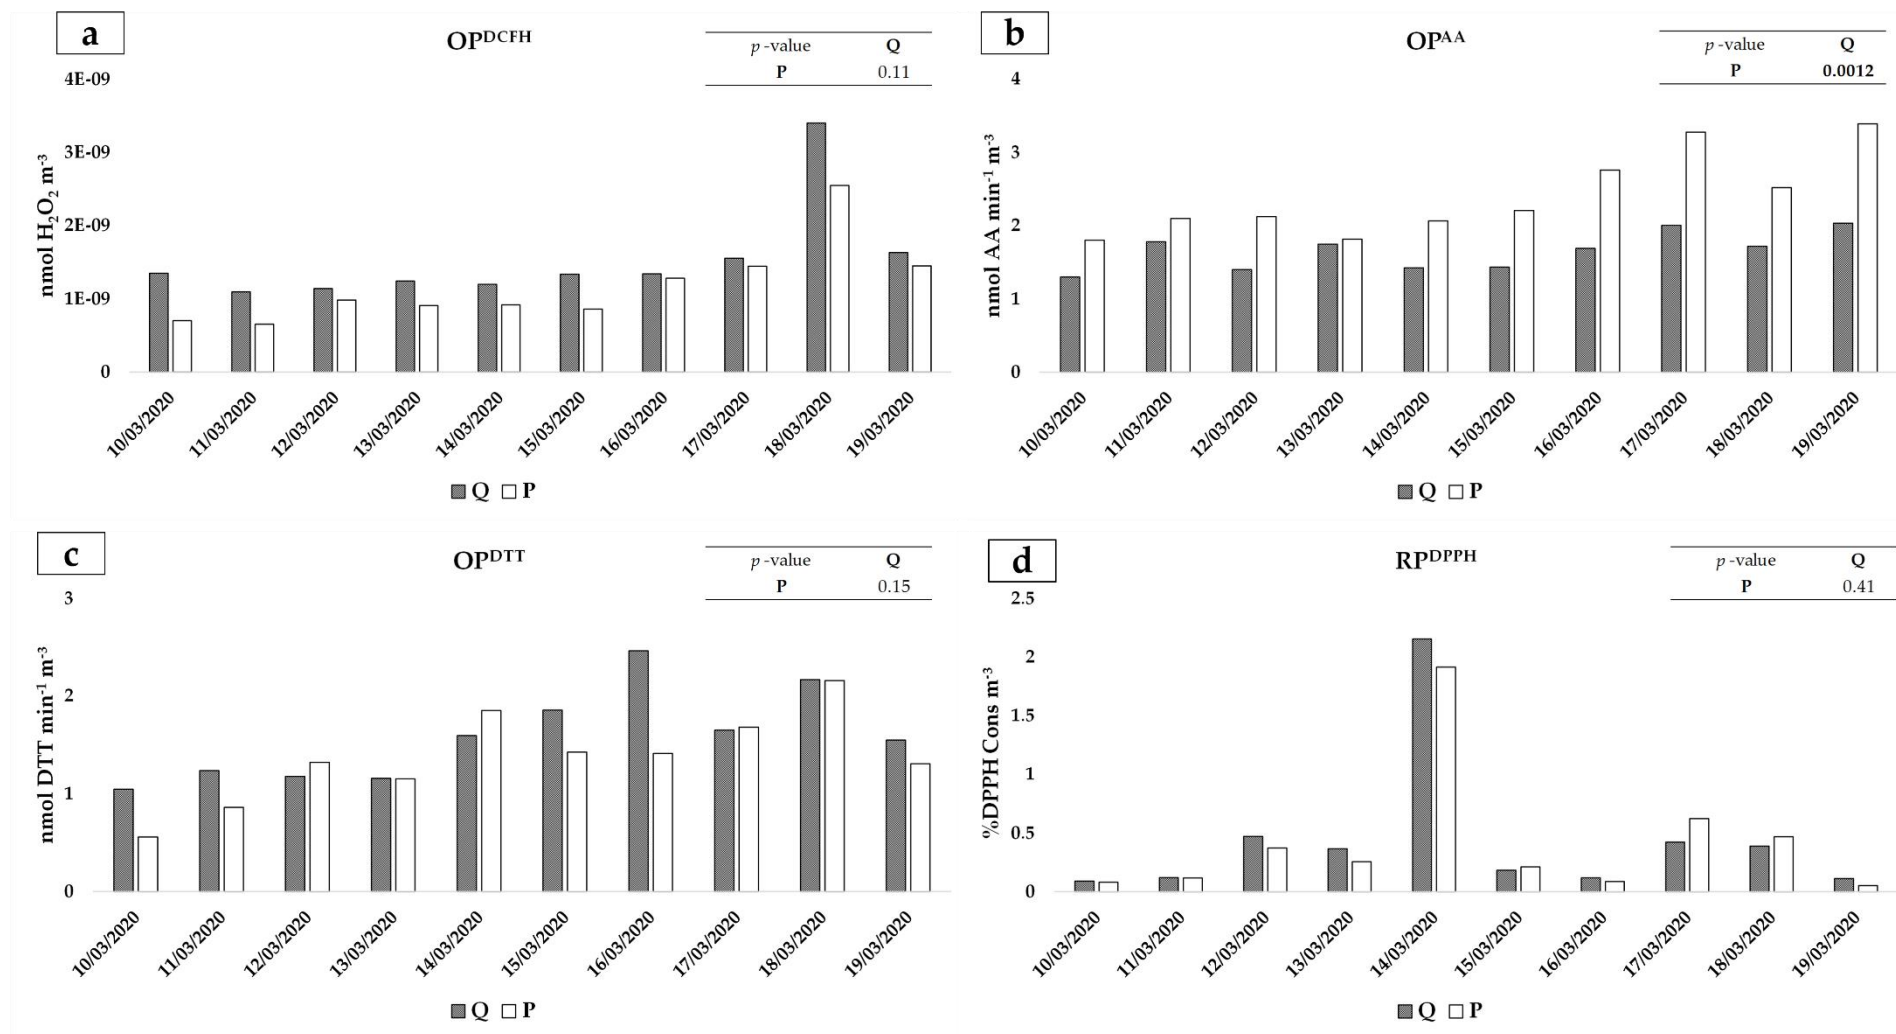 a
OP^DCFH
p -value Q
P 0.11
4E-09
3E-09
2E-09
1E-09
0
nmol H₂O₂ m⁻³
10/03/2020
11/03/2020
12/03/2020
13/03/2020
14/03/2020
15/03/2020
16/03/2020
17/03/2020
18/03/2020
19/03/2020
Q P
b
OP^AA
p -value Q
P 0.0012
4
3
2
1
0
nmol AA min⁻¹ m⁻³
10/03/2020
11/03/2020
12/03/2020
13/03/2020
14/03/2020
15/03/2020
16/03/2020
17/03/2020
18/03/2020
19/03/2020
Q P
c
OP^DTT
p -value Q
P 0.15
3
2
1
0
nmol DTT min⁻¹ m⁻³
10/03/2020
11/03/2020
12/03/2020
13/03/2020
14/03/2020
15/03/2020
16/03/2020
17/03/2020
18/03/2020
19/03/2020
Q P
d
RP^DPPH
p -value Q
P 0.41
2.5
2
1.5
1
0.5
0
%DPPH Cons m⁻³
10/03/2020
11/03/2020
12/03/2020
13/03/2020
14/03/2020
15/03/2020
16/03/2020
17/03/2020
18/03/2020
19/03/2020
Q P